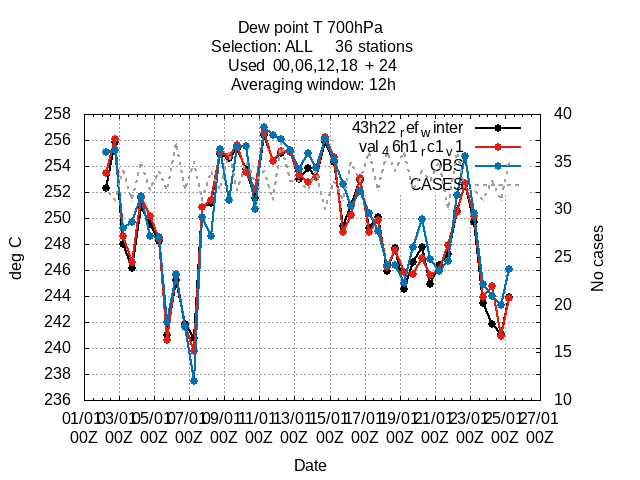 Dew point T 700hPa
Selection: ALL     36 stations
Used  00,06,12,18  + 24
Averaging window: 12h
258
256
254
252
250
248
246
244
242
240
238
236
deg C
40
35
30
25
20
15
10
No cases
43h22_ref_winter
val_46h1_rc1_v1
OBS
CASES
01/01 03/01 05/01 07/01 09/01 11/01 13/01 15/01 17/01 19/01 21/01 23/01 25/01 27/01
00Z 00Z 00Z 00Z 00Z 00Z 00Z 00Z 00Z 00Z 00Z 00Z 00Z 00Z
Date